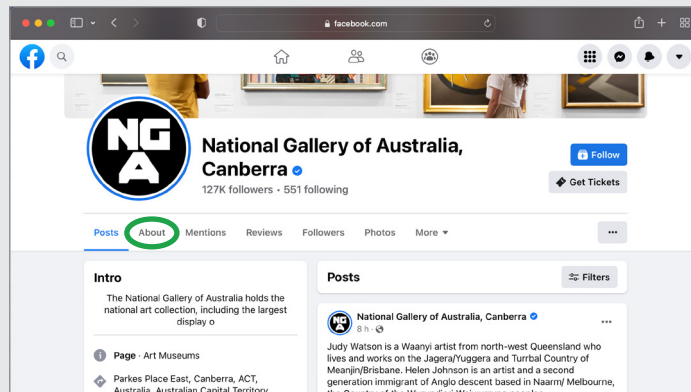 facebook.com
NG
A
National Gallery of Australia,
Canberra
127K followers • 551 following
Follow
Get Tickets
Posts About Mentions Reviews Followers Photos More
Intro
The National Gallery of Australia holds the
national art collection, including the largest
display o
Page · Art Museums
Parkes Place East, Canberra, ACT,
Australia, Australian Capital Territory
Posts
Filters
National Gallery of Australia, Canberra
8 h ·
Judy Watson is a Waanyi artist from north-west Queensland who
lives and works on the Jagera/Yuggera and Turrbal Country of
Meanjin/Brisbane. Helen Johnson is an artist and a second
generation immigrant of Anglo descent based in Naarm/ Melbourne,